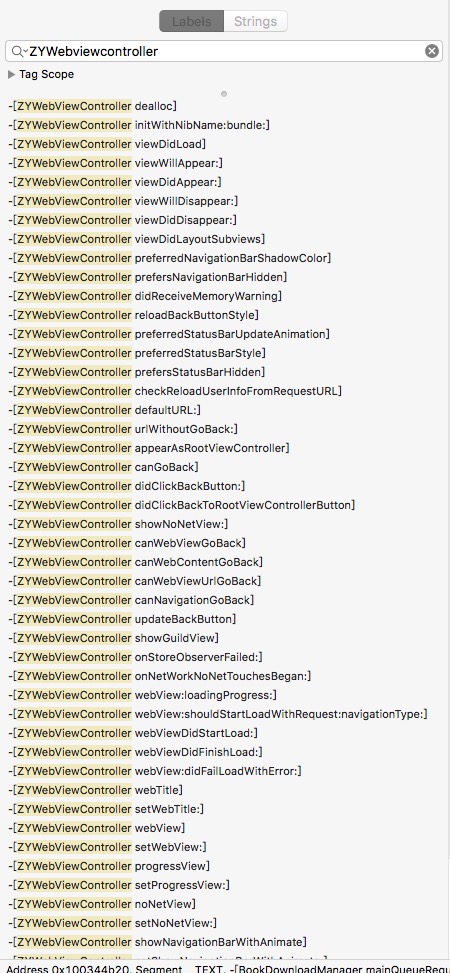 Labels Strings
ZYWebviewcontroller
Tag Scope
-[ZYWebViewController dealloc]
-[ZYWebViewController initWithNibName:bundle:]
-[ZYWebViewController viewDidLoad]
-[ZYWebViewController viewWillAppear:]
-[ZYWebViewController viewDidAppear:]
-[ZYWebViewController viewWillDisappear:]
-[ZYWebViewController viewDidDisappear:]
-[ZYWebViewController viewDidLayoutSubviews]
-[ZYWebViewController preferredNavigationBarShadowColor]
-[ZYWebViewController prefersNavigationBarHidden]
-[ZYWebViewController didReceiveMemoryWarning]
-[ZYWebViewController reloadBackButtonStyle]
-[ZYWebViewController preferredStatusBarUpdateAnimation]
-[ZYWebViewController preferredStatusBarStyle]
-[ZYWebViewController prefersStatusBarHidden]
-[ZYWebViewController checkReloadUserInfoFromRequestURL]
-[ZYWebViewController defaultURL:]
-[ZYWebViewController urlWithoutGoBack:]
-[ZYWebViewController appearAsRootViewController]
-[ZYWebViewController canGoBack]
-[ZYWebViewController didClickBackButton:]
-[ZYWebViewController didClickBackToRootViewControllerButton]
-[ZYWebViewController showNoNetView:]
-[ZYWebViewController canWebViewGoBack]
-[ZYWebViewController canWebContentGoBack]
-[ZYWebViewController canWebViewUrlGoBack]
-[ZYWebViewController canNavigationGoBack]
-[ZYWebViewController updateBackButton]
-[ZYWebViewController showGuildView]
-[ZYWebViewController onStoreObserverFailed:]
-[ZYWebViewController onNetWorkNoNetTouchesBegan:]
-[ZYWebViewController webView:loadingProgress:]
-[ZYWebViewController webView:shouldStartLoadWithRequest:navigationType:]
-[ZYWebViewController webViewDidStartLoad:]
-[ZYWebViewController webViewDidFinishLoad:]
-[ZYWebViewController webView:didFailLoadWithError:]
-[ZYWebViewController webTitle]
-[ZYWebViewController setWebTitle:]
-[ZYWebViewController webView]
-[ZYWebViewController setWebView:]
-[ZYWebViewController progressView]
-[ZYWebViewController setProgressView:]
-[ZYWebViewController noNetView]
-[ZYWebViewController setNoNetView:]
-[ZYWebViewController showNavigationBarWithAnimate]
Address 0x100344b20, Segment __TEXT, -[BookDownloadManager